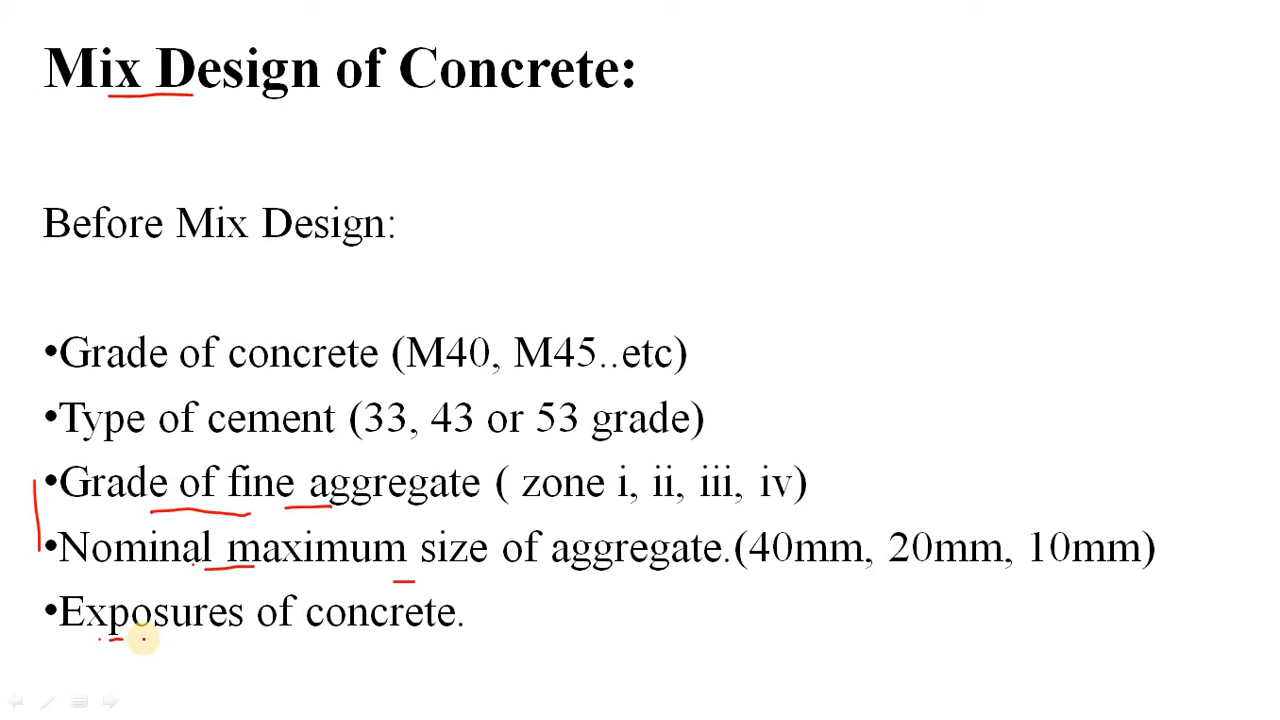 Mix Design of Concrete:
Before Mix Design:
•Grade of concrete (M40, M45..etc)
•Type of cement (33, 43 or 53 grade)
•Grade of fine aggregate ( zone i, ii, iii, iv)
•Nominal maximum size of aggregate.(40mm, 20mm, 10mm)
•Exposures of concrete.